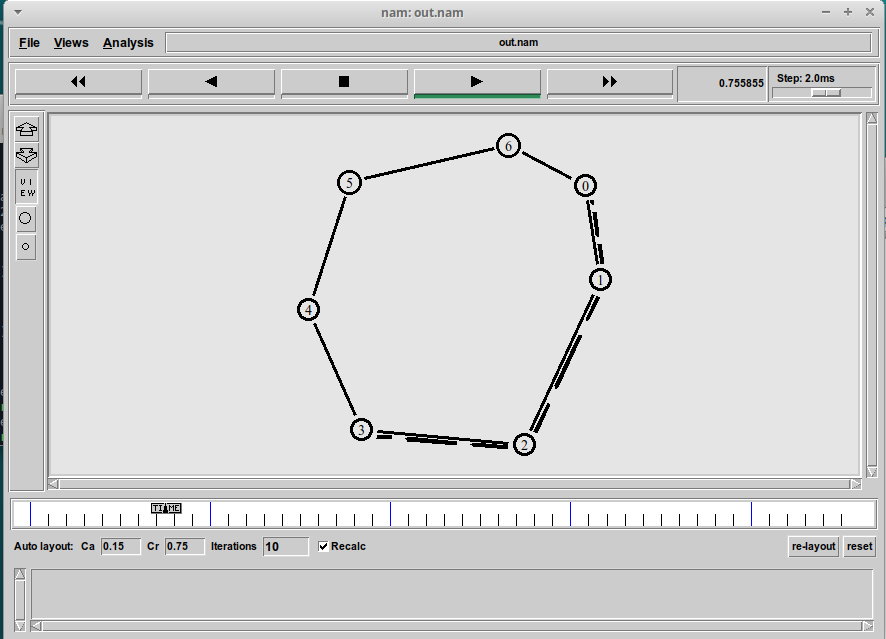 nam: out.nam
File Views Analysis out.nam
0.755855 Step: 2.0ms
V I
E W
6
5
0
1
4
3
2
TIME
Auto layout: Ca 0.15 Cr 0.75 Iterations 10 Recalc re-layout reset